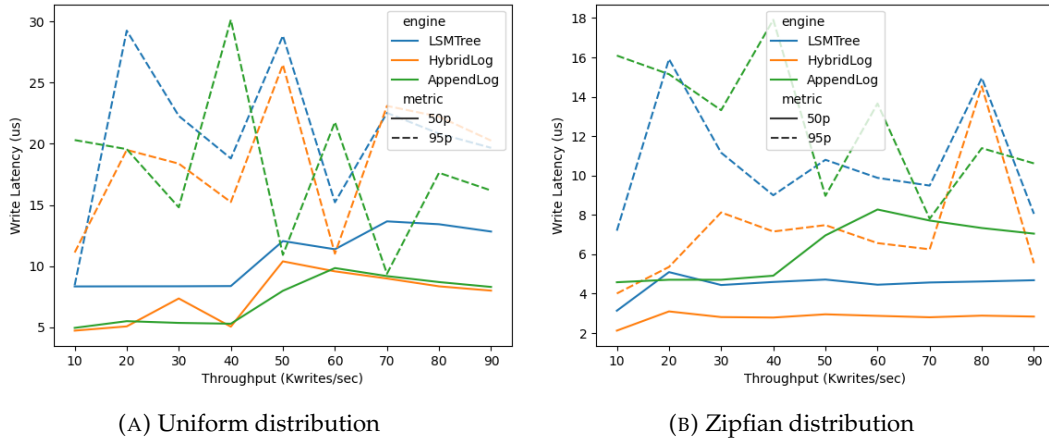 30
25
20
15
10
5
Write Latency (us)
engine
LSMTree
HybridLog
AppendLog
metric
50p
95p
10 20 30 40 50 60 70 80 90
Throughput (Kwrites/sec)
(A) Uniform distribution
18
16
14
12
10
8
6
4
2
Write Latency (us)
engine
LSMTree
HybridLog
AppendLog
metric
50p
95p
10 20 30 40 50 60 70 80 90
Throughput (Kwrites/sec)
(B) Zipfian distribution